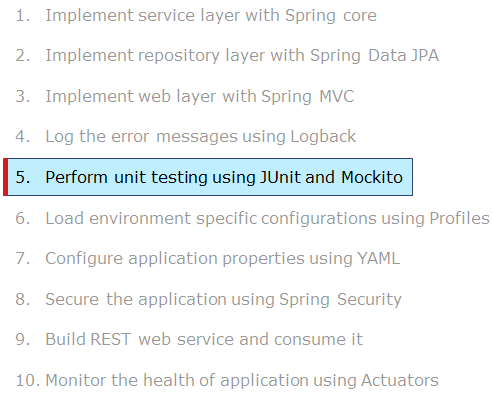 1. Implement service layer with Spring core
2. Implement repository layer with Spring Data JPA
3. Implement web layer with Spring MVC
4. Log the error messages using Logback
5. Perform unit testing using JUnit and Mockito
6. Load environment specific configurations using Profiles
7. Configure application properties using YAML
8. Secure the application using Spring Security
9. Build REST web service and consume it
10. Monitor the health of application using Actuators